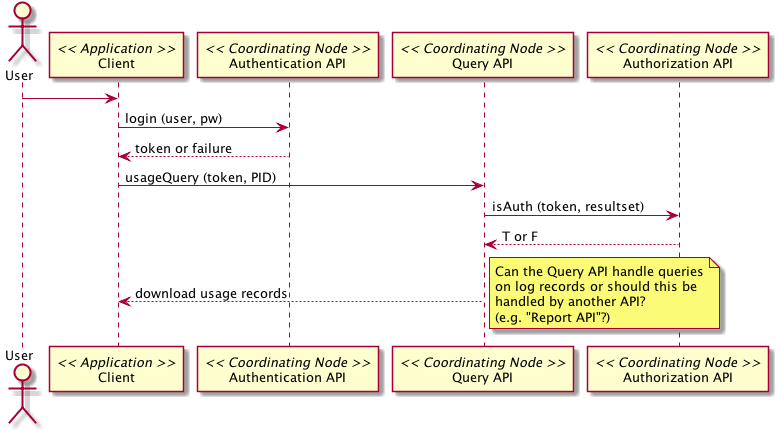 User
<< Application >>
Client
<< Coordinating Node >>
Authentication API
<< Coordinating Node >>
Query API
<< Coordinating Node >>
Authorization API
login (user, pw)
token or failure
usageQuery (token, PID)
isAuth (token, resultset)
T or F
Can the Query API handle queries
on log records or should this be
handled by another API?
(e.g. "Report API"?)
download usage records
User
<< Application >>
Client
<< Coordinating Node >>
Authentication API
<< Coordinating Node >>
Query API
<< Coordinating Node >>
Authorization API